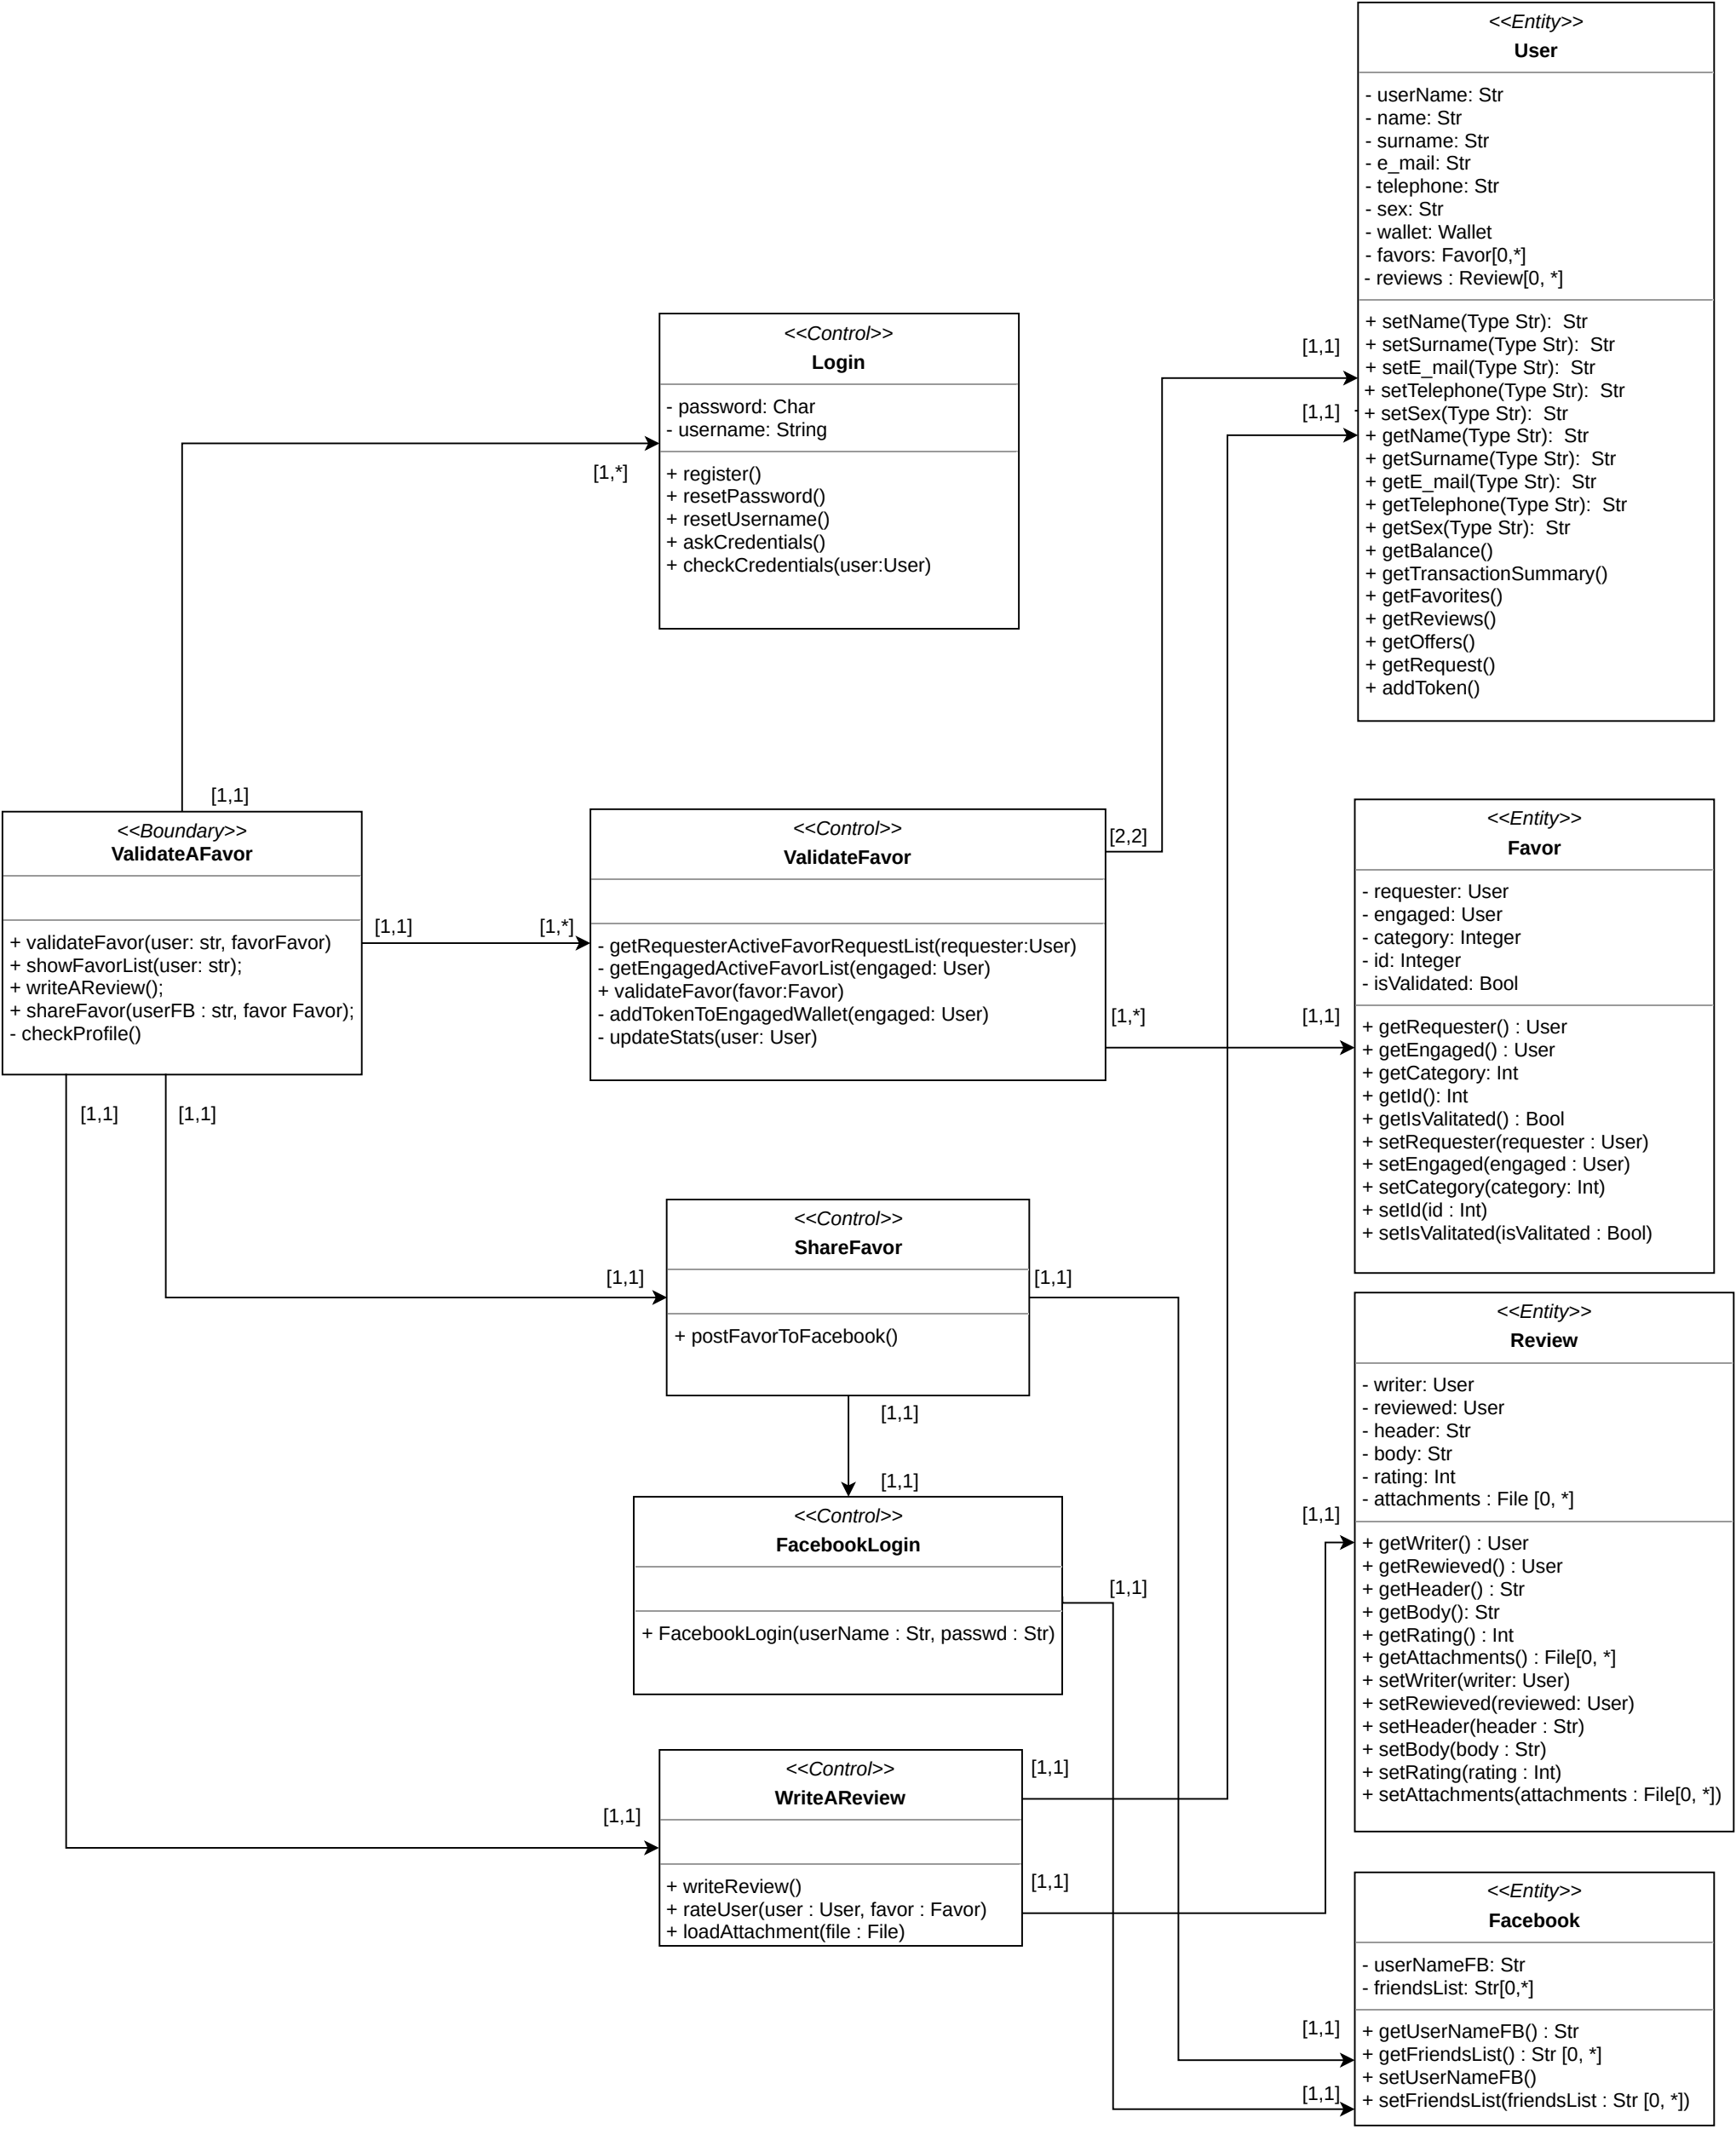 <<Entity>>
User
- userName: Str
- name: Str
- surname: Str
- e_mail: Str
- telephone: Str
- sex: Str
- wallet: Wallet
- favors: Favor[0,*]
- reviews : Review[0, *]
+ setName(Type Str):  Str
+ setSurname(Type Str):  Str
+ setE_mail(Type Str):  Str
+ setTelephone(Type Str):  Str
+ setSex(Type Str):  Str
+ getName(Type Str):  Str
+ getSurname(Type Str):  Str
+ getE_mail(Type Str):  Str
+ getTelephone(Type Str):  Str
+ getSex(Type Str):  Str
+ getBalance()
+ getTransactionSummary()
+ getFavorites()
+ getReviews()
+ getOffers()
+ getRequest()
+ addToken()
[1,1]
[1,1]
<<Control>>
Login
- password: Char
- username: String
+ register()
+ resetPassword()
+ resetUsername()
+ askCredentials()
+ checkCredentials(user:User)
[1,*]
[1,1]
<<Boundary>>
ValidateAFavor
+ validateFavor(user: str, favorFavor)
+ showFavorList(user: str);
+ writeAReview();
+ shareFavor(userFB : str, favor Favor);
- checkProfile()
[1,1]
[1,*]
[1,1]
[1,1]
<<Control>>
ValidateFavor
- getRequesterActiveFavorRequestList(requester:User)
- getEngagedActiveFavorList(engaged: User)
+ validateFavor(favor:Favor)
- addTokenToEngagedWallet(engaged: User)
- updateStats(user: User)
[2,2]
[1,*]
[1,1]
<<Entity>>
Favor
- requester: User
- engaged: User
- category: Integer
- id: Integer
- isValidated: Bool
+ getRequester() : User
+ getEngaged() : User
+ getCategory: Int
+ getId(): Int
+ getIsValitated() : Bool
+ setRequester(requester : User)
+ setEngaged(engaged : User)
+ setCategory(category: Int)
+ setId(id : Int)
+ setIsValitated(isValitated : Bool)
<<Control>>
ShareFavor
+ postFavorToFacebook()
[1,1]
[1,1]
[1,1]
[1,1]
<<Control>>
FacebookLogin
+ FacebookLogin(userName : Str, passwd : Str)
[1,1]
<<Entity>>
Review
- writer: User
- reviewed: User
- header: Str
- body: Str
- rating: Int
- attachments : File [0, *]
+ getWriter() : User
+ getRewieved() : User
+ getHeader() : Str
+ getBody(): Str
+ getRating() : Int
+ getAttachments() : File[0, *]
+ setWriter(writer: User)
+ setRewieved(reviewed: User)
+ setHeader(header : Str)
+ setBody(body : Str)
+ setRating(rating : Int)
+ setAttachments(attachments : File[0, *])
[1,1]
<<Control>>
WriteAReview
+ writeReview()
+ rateUser(user : User, favor : Favor)
+ loadAttachment(file : File)
[1,1]
[1,1]
[1,1]
<<Entity>>
Facebook
- userNameFB: Str
- friendsList: Str[0,*]
+ getUserNameFB() : Str
+ getFriendsList() : Str [0, *]
+ setUserNameFB()
+ setFriendsList(friendsList : Str [0, *])
[1,1]
[1,1]